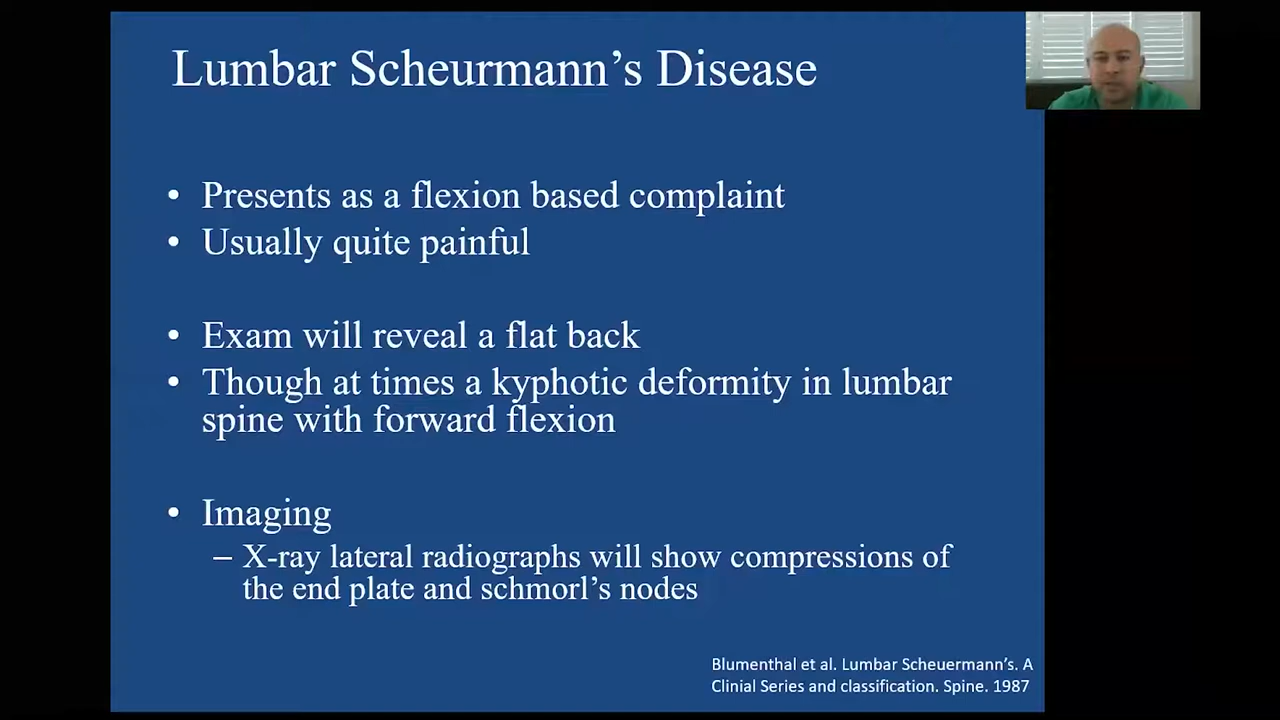 Lumbar Scheurmann’s Disease
• Presents as a flexion based complaint
• Usually quite painful
• Exam will reveal a flat back
• Though at times a kyphotic deformity in lumbar
spine with forward flexion
• Imaging
– X-ray lateral radiographs will show compressions of
the end plate and schmorl’s nodes
Blumenthal et al. Lumbar Scheuermann’s. A
Clinial Series and classification. Spine. 1987